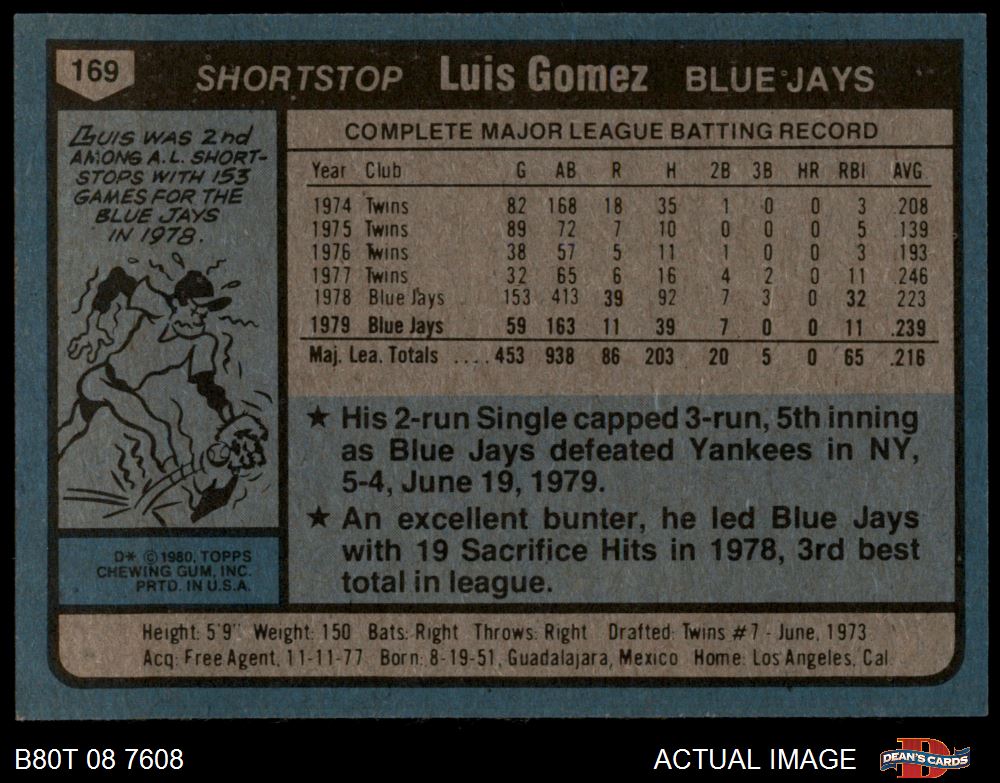 169
SHORTSTOP Luis Gomez BLUE JAYS
LUIS WAS 2nd
AMONG A.L. SHORT-
STOPS WITH 153
GAMES FOR THE
BLUE JAYS
IN 1978.
COMPLETE MAJOR LEAGUE BATTING RECORD
Year Club G AB R H 2B 3B HR RBI AVG
1974 Twins 82 168 18 35 1 0 0 3 .208
1975 Twins 89 72 7 10 0 0 0 5 .139
1976 Twins 38 57 5 11 1 0 0 3 .193
1977 Twins 32 65 6 16 4 2 0 11 .246
1978 Blue Jays 153 413 39 92 7 3 0 32 .223
1979 Blue Jays 59 163 11 39 7 0 0 11 .239
Maj. Lea. Totals ....453 938 86 203 20 5 0 65 .216
★ His 2-run Single capped 3-run, 5th inning
as Blue Jays defeated Yankees in NY,
5-4, June 19, 1979.
★ An excellent bunter, he led Blue Jays
with 19 Sacrifice Hits in 1978, 3rd best
total in league.
D* © 1980, TOPPS
CHEWING GUM, INC.
PRTD. IN U.S.A.
Height: 5'9" Weight: 150 Bats: Right Throws: Right Drafted: Twins #7 - June, 1973
Acq: Free Agent, 11-11-77 Born: 8-19-51, Guadalajara, Mexico Home: Los Angeles, Cal.
B80T 08 7608
ACTUAL IMAGE
DEAN'S CARDS